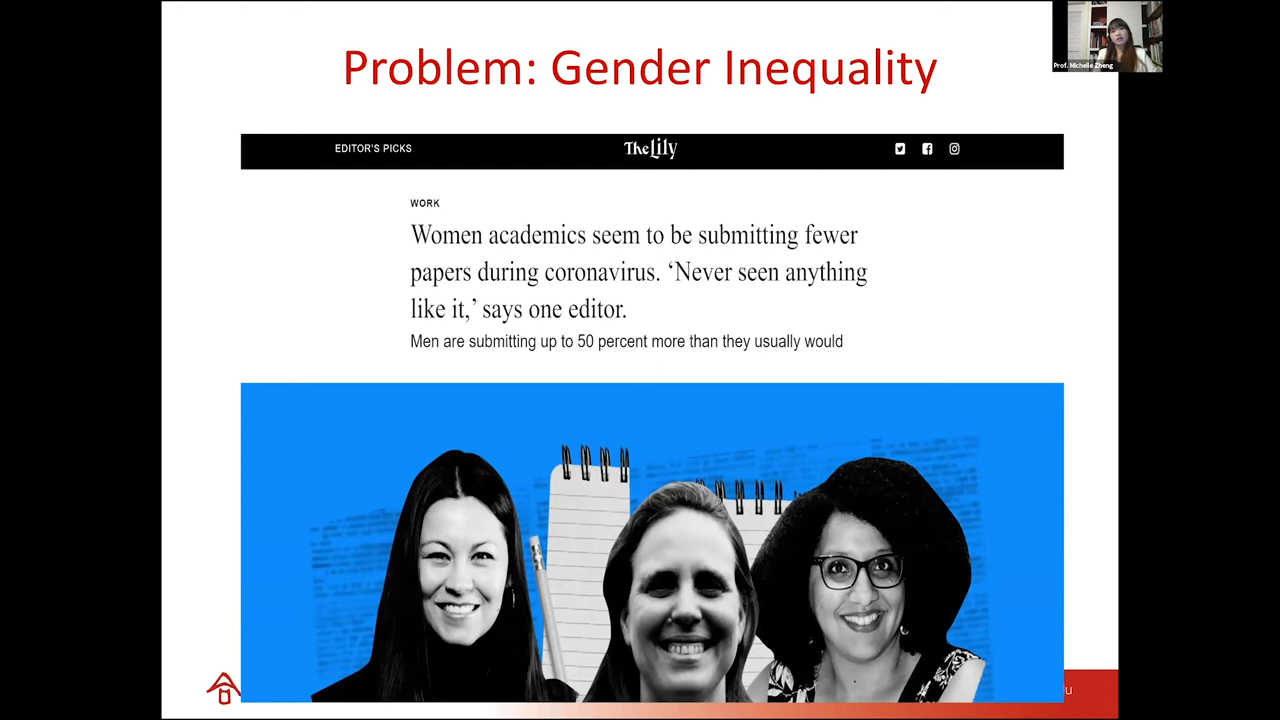 Problem: Gender Inequality
Prof. Michelle Zheng
EDITOR'S PICKS
The Lily
WORK
Women academics seem to be submitting fewer
papers during coronavirus. ‘Never seen anything
like it,’ says one editor.
Men are submitting up to 50 percent more than they usually would